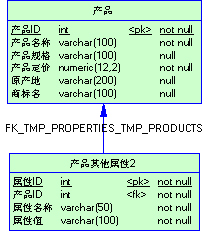 产品
产品ID int <pk> not null
产品名称 varchar(100) not null
产品规格 varchar(100) null
产品定价 numeric(12,2) not null
原产地 varchar(200) null
商标名 varchar(100) null
FK_TMP_PROPERTIES_TMP_PRODUCTS
产品其他属性2
属性ID int <pk> not null
产品ID int <fk> not null
属性名称 varchar(50) not null
属性值 varchar(100) not null